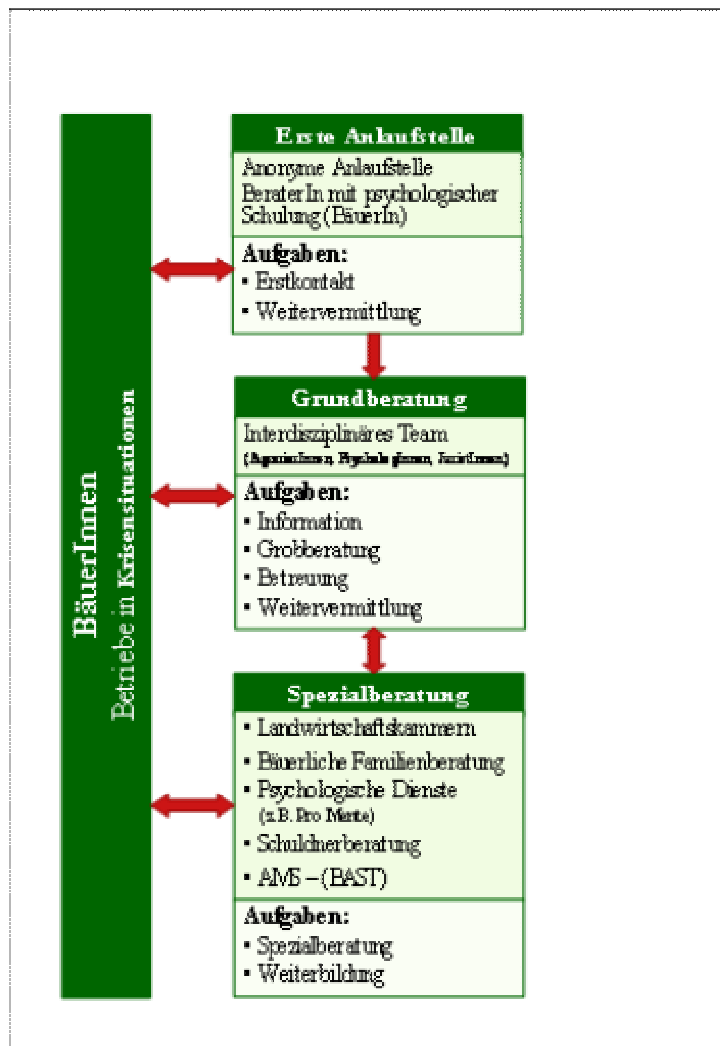 BäuerInnen
Betriebe in Krisensituationen
Erste Anlaufstelle
Anonyme Anlaufstelle
BeraterIn mit psychologischer
Schulung (BäuerIn)
Aufgaben:
▪ Erstkontakt
▪ Weitervermittlung
Grundberatung
Interdisziplinäres Team
Aufgaben:
▪ Information
▪ Grobberatung
▪ Betreuung
▪ Weitervermittlung
Spezialberatung
▪ Landwirtschaftskammern
▪ Bäuerliche Familienberatung
▪ Psychologische Dienste
(z.B. Pro Mente)
▪ Schuldnerberatung
▪ AMS – (BAST)
Aufgaben:
▪ Spezialberatung
▪ Weiterbildung